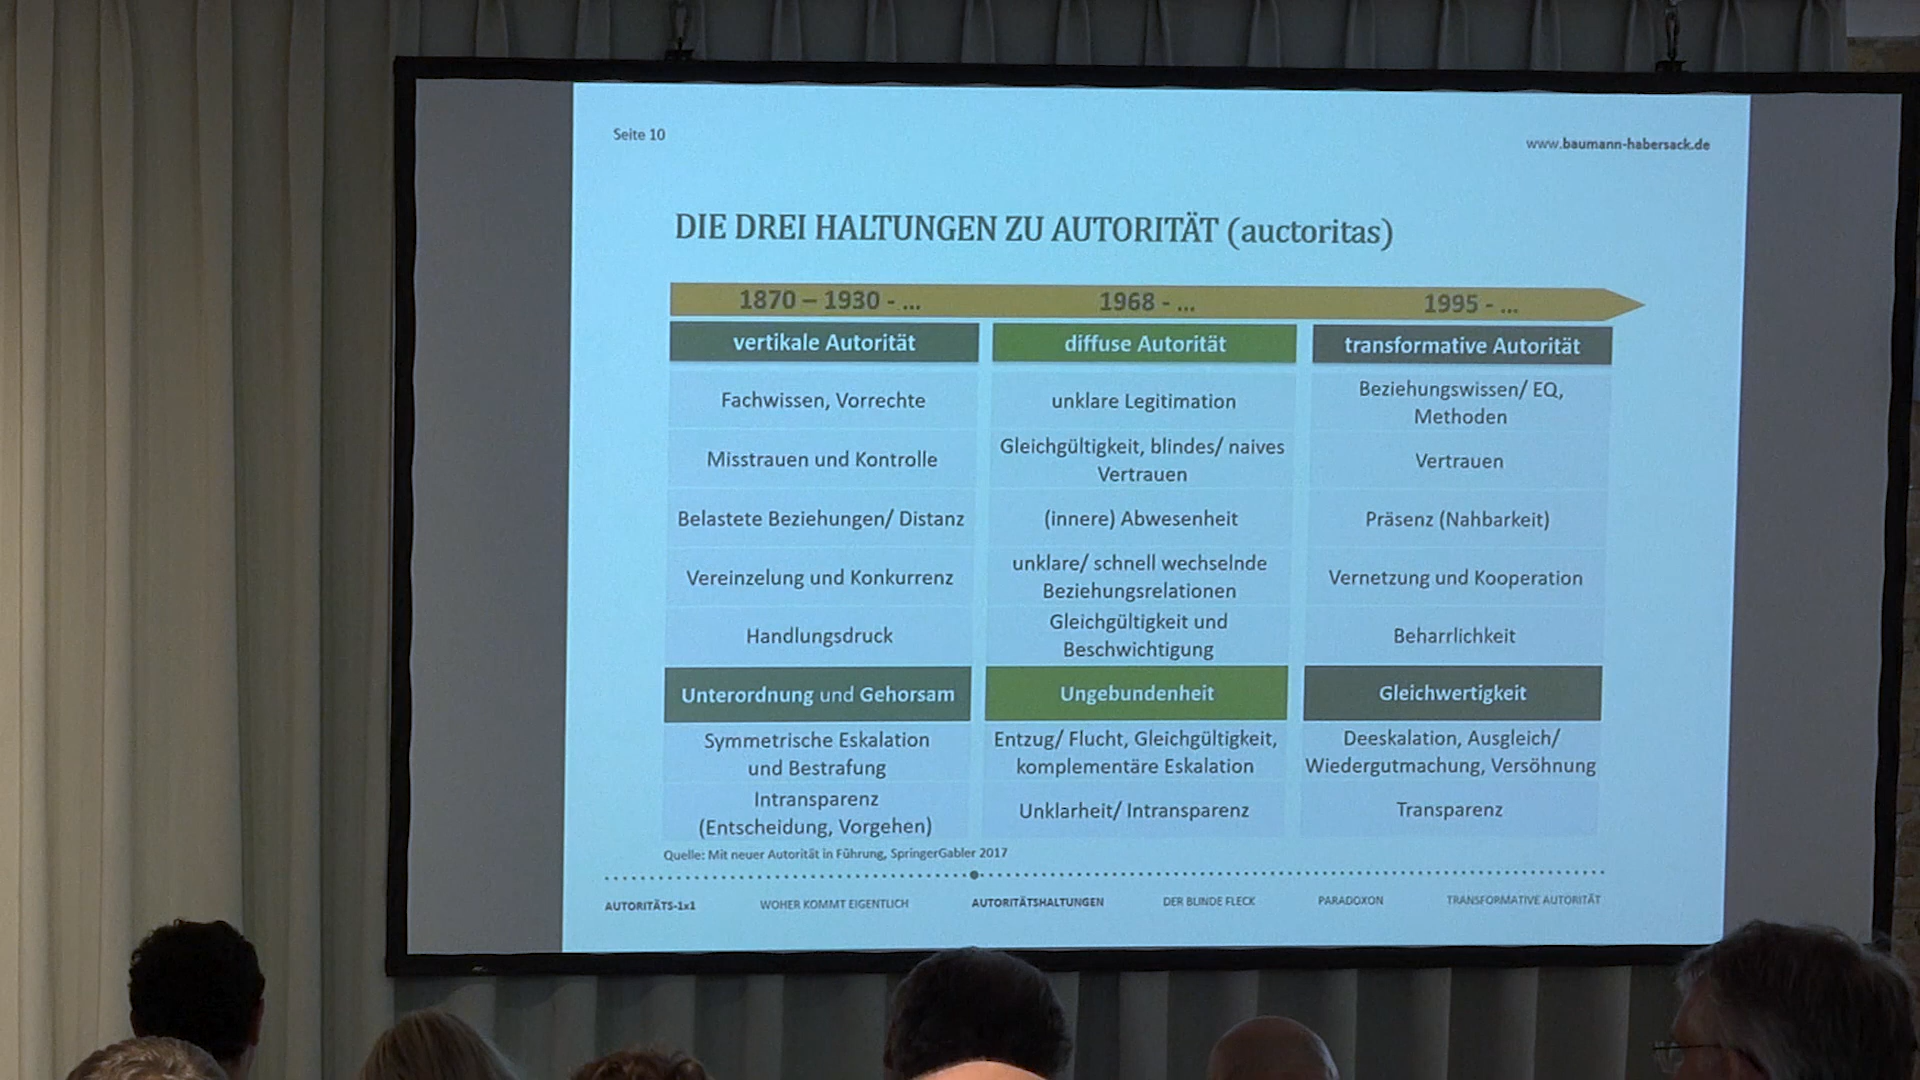 Seite 10
www.baumann-habersack.de
DIE DREI HALTUNGEN ZU AUTORITÄT (auctoritas)
1870 – 1930 - ...
1968 - ...
1995 - ...
vertikale Autorität
diffuse Autorität
transformative Autorität
Fachwissen, Vorrechte
unklare Legitimation
Beziehungswissen/ EQ,
Methoden
Misstrauen und Kontrolle
Gleichgültigkeit, blindes/ naives
Vertrauen
Vertrauen
Belastete Beziehungen/ Distanz
(innere) Abwesenheit
Präsenz (Nahbarkeit)
Vereinzelung und Konkurrenz
unklare/ schnell wechselnde
Beziehungsrelationen
Vernetzung und Kooperation
Handlungsdruck
Gleichgültigkeit und
Beschwichtigung
Beharrlichkeit
Unterordnung und Gehorsam
Ungebundenheit
Gleichwertigkeit
Symmetrische Eskalation
und Bestrafung
Entzug/ Flucht, Gleichgültigkeit,
komplementäre Eskalation
Deeskalation, Ausgleich/
Wiedergutmachung, Versöhnung
Intransparenz
(Entscheidung, Vorgehen)
Unklarheit/ Intransparenz
Transparenz
Quelle: Mit neuer Autorität in Führung, SpringerGabler 2017
AUTORITÄTS-1x1
WOHER KOMMT EIGENTLICH
AUTORITÄTSHALTUNGEN
DER BLINDE FLECK
PARADOXON
TRANSFORMATIVE AUTORITÄT